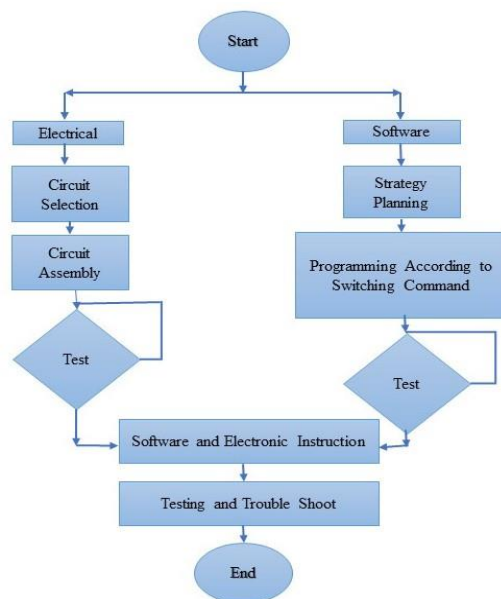 Start
Electrical
Software
Circuit
Selection
Strategy
Planning
Circuit
Assembly
Programming According to
Switching Command
Test
Test
Software and Electronic Instruction
Testing and Trouble Shoot
End